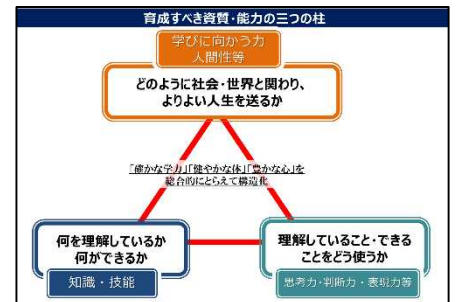 育成すべき資質・能力の三つの柱
学びに向かう力
人間性等
どのように社会・世界と関わり、
よりよい人生を送るか
「確かな学力」「健やかな体」「豊かな心」を
総合的にとらえて構造化
何を理解しているか
何ができるか
知識・技能
理解していること・できる
ことをどう使うか
思考力・判断力・表現力等